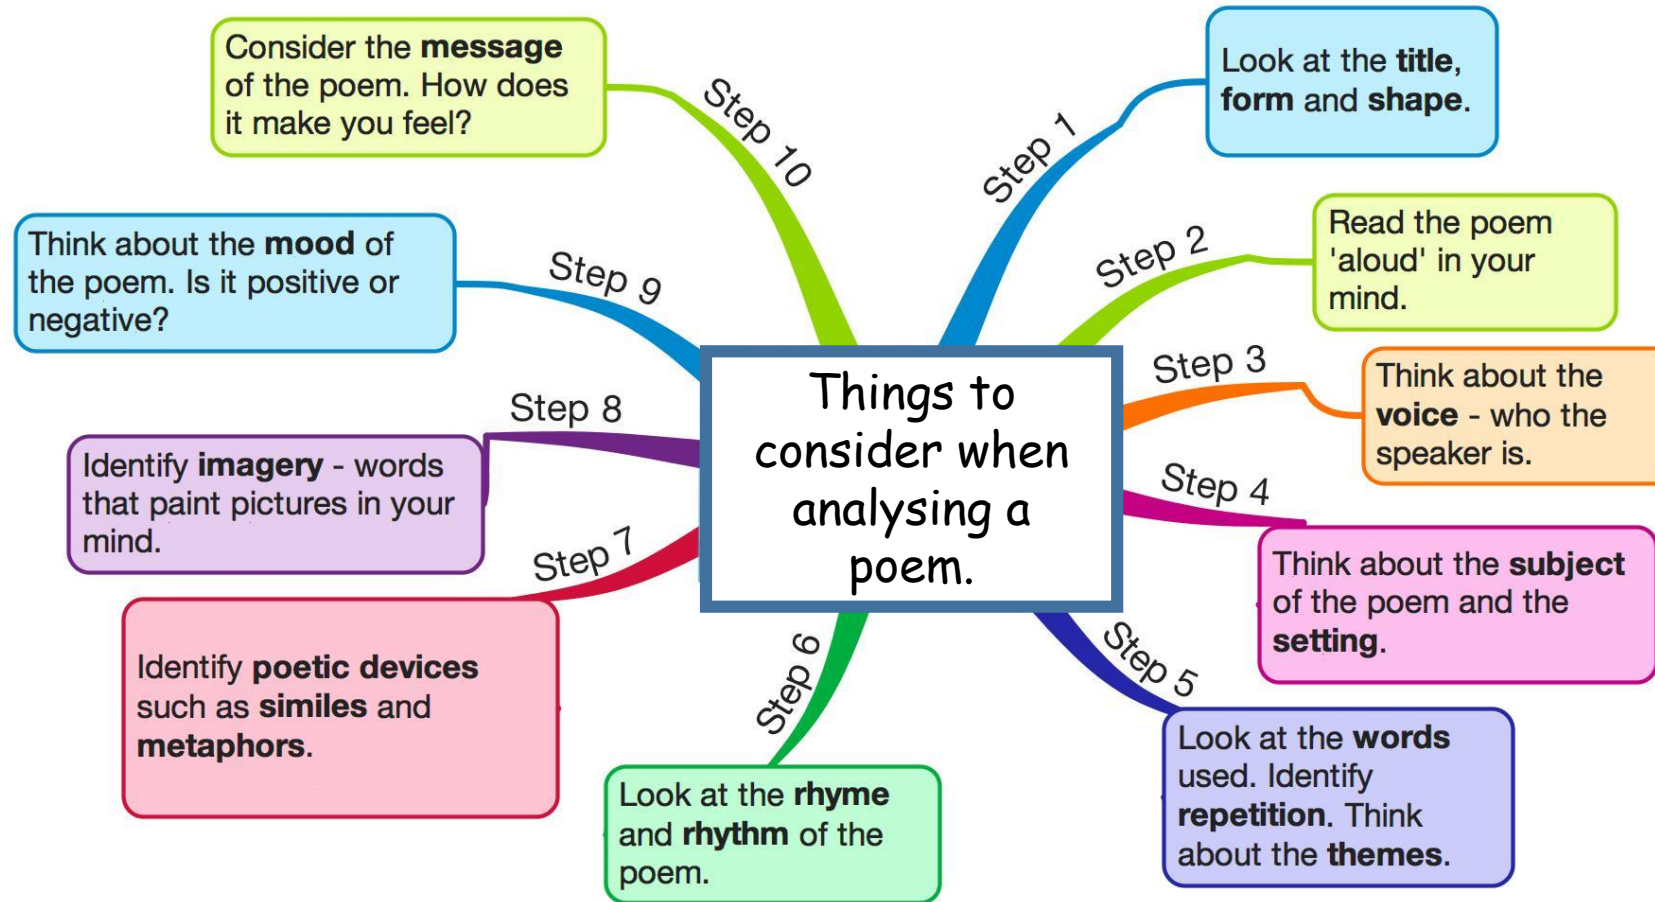 Things to
consider when
analysing a
poem.
Step 1
Look at the title,
form and shape.
Step 2
Read the poem
'aloud' in your
mind.
Step 3
Think about the
voice - who the
speaker is.
Step 4
Think about the subject
of the poem and the
setting.
Step 5
Look at the words
used. Identify
repetition. Think
about the themes.
Step 6
Look at the rhyme
and rhythm of the
poem.
Step 7
Identify poetic devices
such as similes and
metaphors.
Step 8
Identify imagery - words
that paint pictures in your
mind.
Step 9
Think about the mood of
the poem. Is it positive or
negative?
Step 10
Consider the message
of the poem. How does
it make you feel?